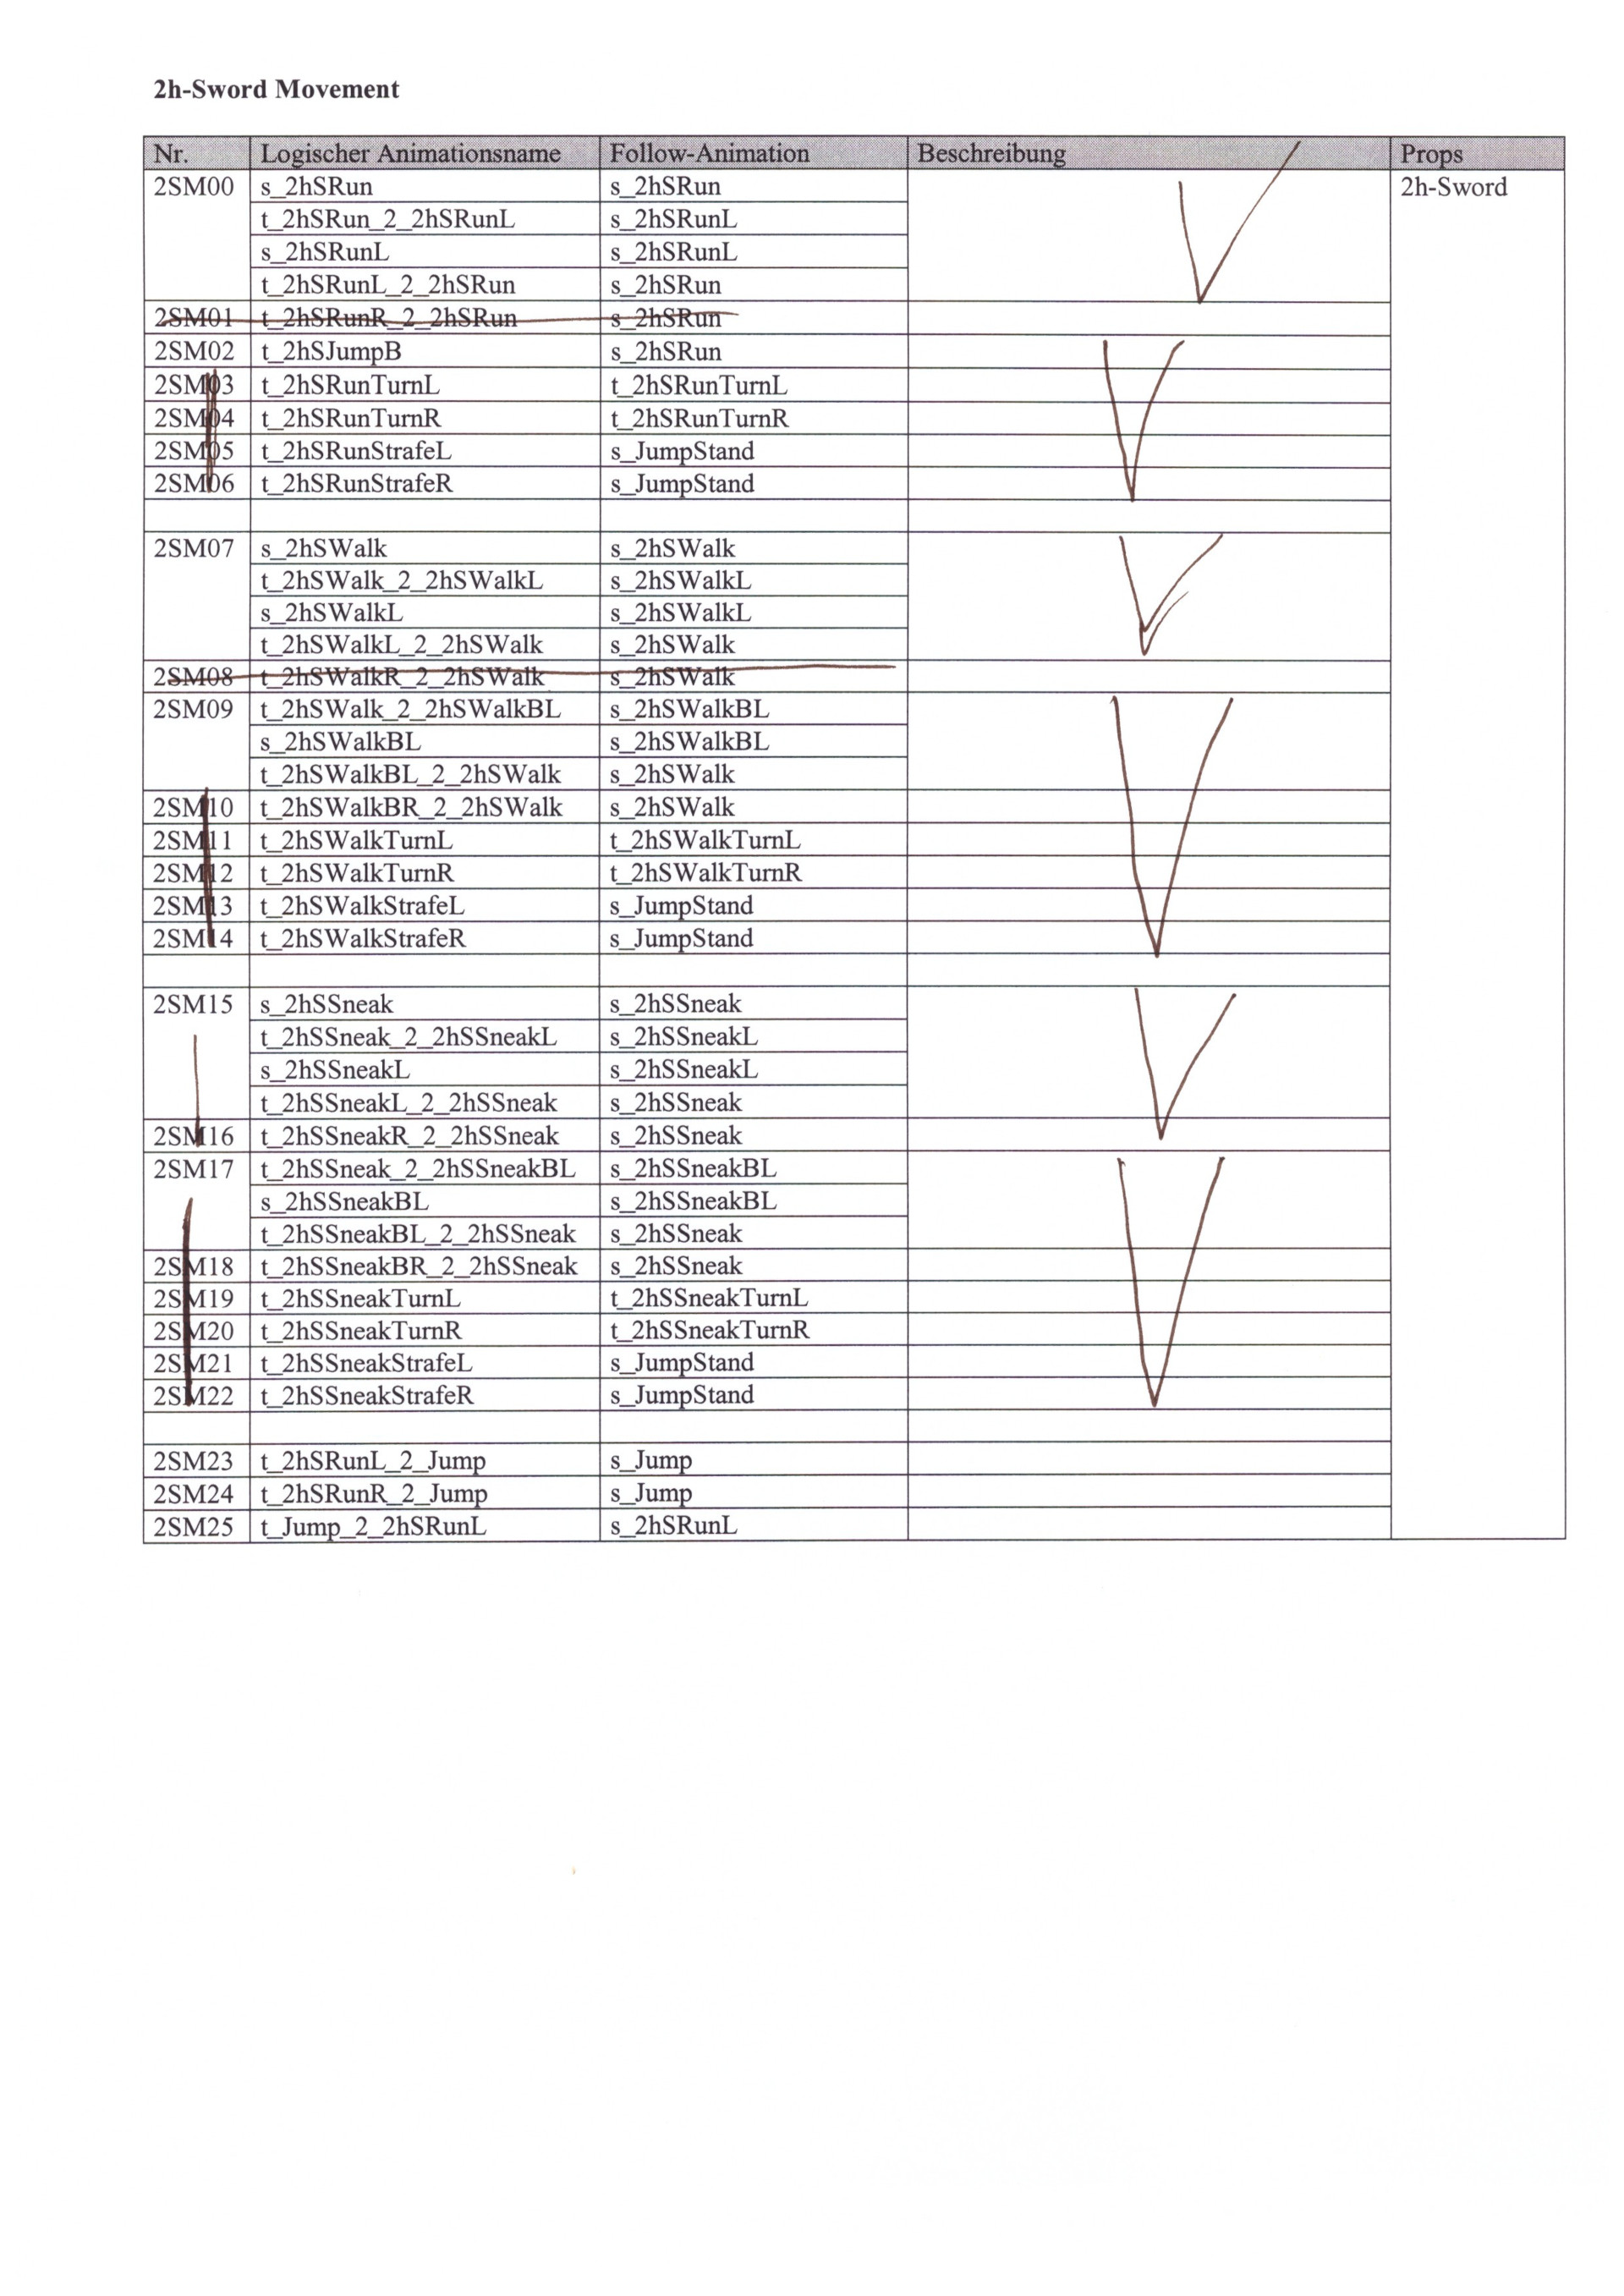 2h-Sword Movement
Nr. Logischer Animationsname Follow-Animation Beschreibung Props
2SM00 s_2hSRun s_2hSRun 2h-Sword
t_2hSRun_2_2hSRunL s_2hSRunL
s_2hSRunL s_2hSRunL
t_2hSRunL_2_2hSRun s_2hSRun
2SM01 t_2hSRunR_2_2hSRun s_2hSRun
2SM02 t_2hSJumpB s_2hSRun
2SM03 t_2hSRunTurnL t_2hSRunTurnL
2SM04 t_2hSRunTurnR t_2hSRunTurnR
2SM05 t_2hSRunStrafeL s_JumpStand
2SM06 t_2hSRunStrafeR s_JumpStand
2SM07 s_2hSWalk s_2hSWalk
t_2hSWalk_2_2hSWalkL s_2hSWalkL
s_2hSWalkL s_2hSWalkL
t_2hSWalkL_2_2hSWalk s_2hSWalk
2SM08 t_2hSWalkR_2_2hSWalk s_2hSWalk
2SM09 t_2hSWalk_2_2hSWalkBL s_2hSWalkBL
s_2hSWalkBL s_2hSWalkBL
t_2hSWalkBL_2_2hSWalk s_2hSWalk
2SM10 t_2hSWalkBR_2_2hSWalk s_2hSWalk
2SM11 t_2hSWalkTurnL t_2hSWalkTurnL
2SM12 t_2hSWalkTurnR t_2hSWalkTurnR
2SM13 t_2hSWalkStrafeL s_JumpStand
2SM14 t_2hSWalkStrafeR s_JumpStand
2SM15 s_2hSSneak s_2hSSneak
t_2hSSneak_2_2hSSneakL s_2hSSneakL
s_2hSSneakL s_2hSSneakL
t_2hSSneakL_2_2hSSneak s_2hSSneak
2SM16 t_2hSSneakR_2_2hSSneak s_2hSSneak
2SM17 t_2hSSneak_2_2hSSneakBL s_2hSSneakBL
s_2hSSneakBL s_2hSSneakBL
t_2hSSneakBL_2_2hSSneak s_2hSSneak
2SM18 t_2hSSneakBR_2_2hSSneak s_2hSSneak
2SM19 t_2hSSneakTurnL t_2hSSneakTurnL
2SM20 t_2hSSneakTurnR t_2hSSneakTurnR
2SM21 t_2hSSneakStrafeL s_JumpStand
2SM22 t_2hSSneakStrafeR s_JumpStand
2SM23 t_2hSRunL_2_Jump s_Jump
2SM24 t_2hSRunR_2_Jump s_Jump
2SM25 t_Jump_2_2hSRunL s_2hSRunL